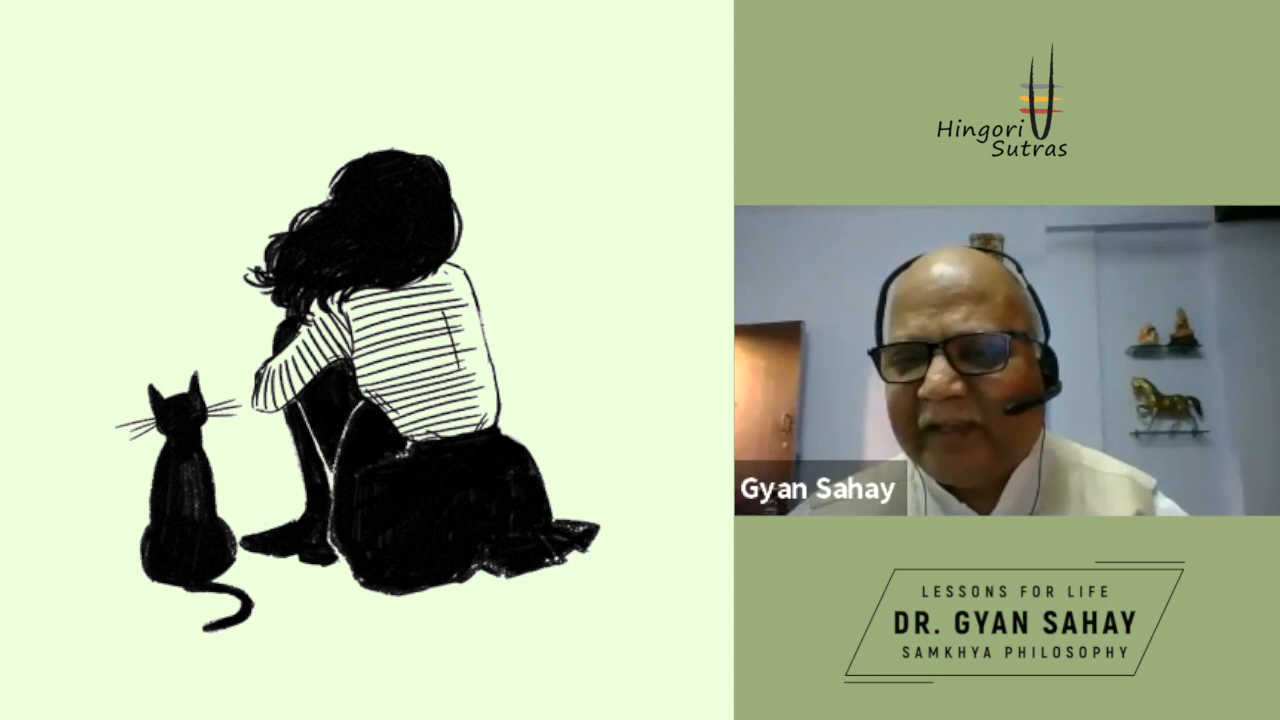 Hingori
Sutras
Gyan Sahay
LESSONS FOR LIFE
DR. GYAN SAHAY
SAMKHYA PHILOSOPHY